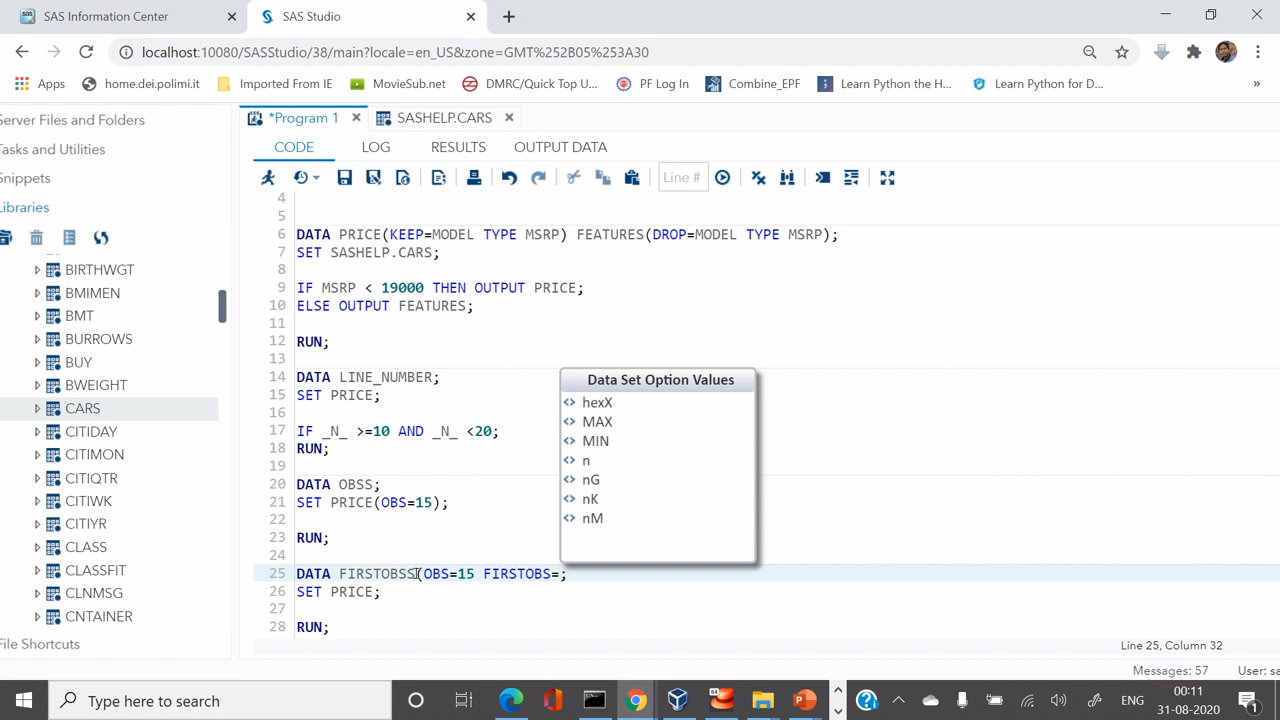 SAS Information Center
SAS Studio
localhost:10080/SASStudio/38/main?locale=en_US&zone=GMT%252B05%253A30
Apps
home.dei.polimi.it
Imported From IE
MovieSub.net
DMRC/Quick Top U...
PF Log In
Combine_EPF
Learn Python the H...
Learn Python for D...
»
Server Files and Folders
Tasks and Utilities
Snippets
Libraries
BIRTHWGT
BMIMEN
BMT
BURROWS
BUY
BWEIGHT
CARS
CITIDAY
CITIMON
CITIQTR
CITIWK
CITIYR
CLASS
CLASSFIT
CLNMSG
CNTAINER
File Shortcuts
*Program 1
SASHELP.CARS
CODE LOG RESULTS OUTPUT DATA
Line #
4
5
6 DATA PRICE(KEEP=MODEL TYPE MSRP) FEATURES(DROP=MODEL TYPE MSRP);
7 SET SASHELP.CARS;
8
9 IF MSRP < 19000 THEN OUTPUT PRICE;
10 ELSE OUTPUT FEATURES;
11
12 RUN;
13
14 DATA LINE_NUMBER;
15 SET PRICE;
16
17 IF _N_ >=10 AND _N_ <20;
18 RUN;
19
20 DATA OBSS;
21 SET PRICE(OBS=15);
22
23 RUN;
24
25 DATA FIRSTOBSS(OBS=15 FIRSTOBS=;
26 SET PRICE;
27
28 RUN;
Data Set Option Values
hexX
MAX
MIN
n
nG
nK
nM
Line 25, Column 32
Messages: 57
User: sa
Type here to search
64
ENG
00:11
31-08-2020
1